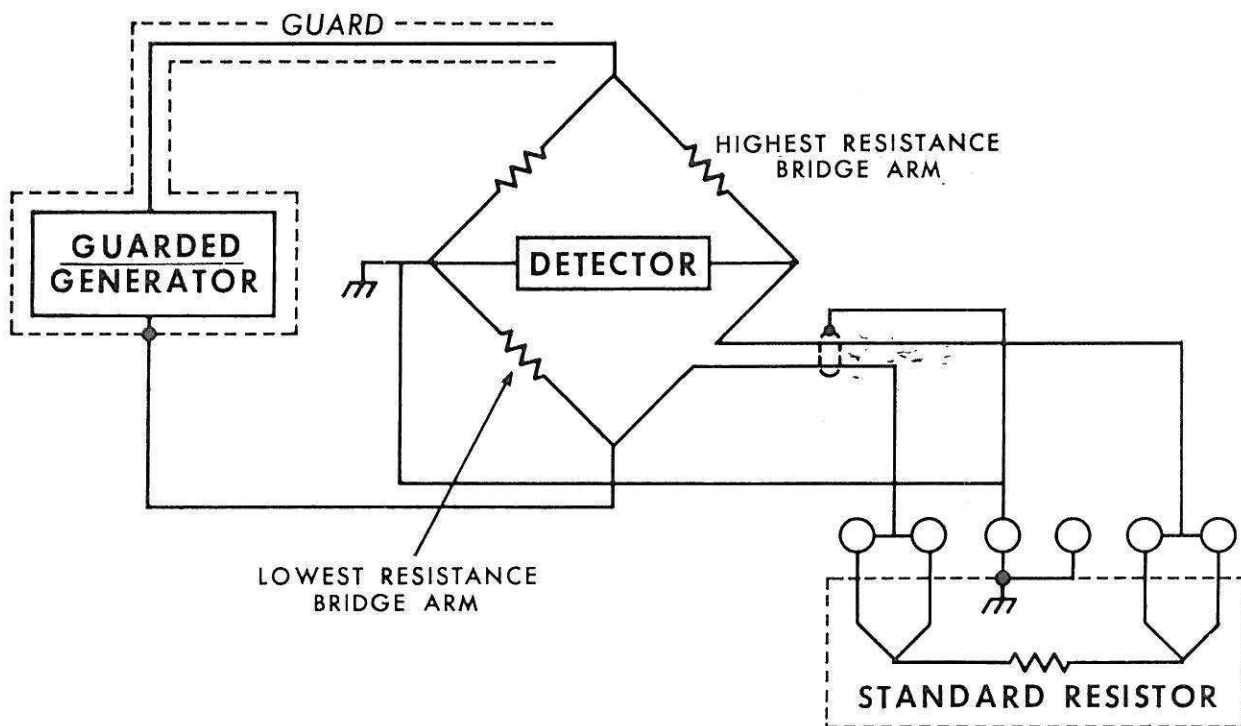 GUARD
HIGHEST RESISTANCE
BRIDGE ARM
GUARDED
GENERATOR
DETECTOR
LOWEST RESISTANCE
BRIDGE ARM
STANDARD RESISTOR